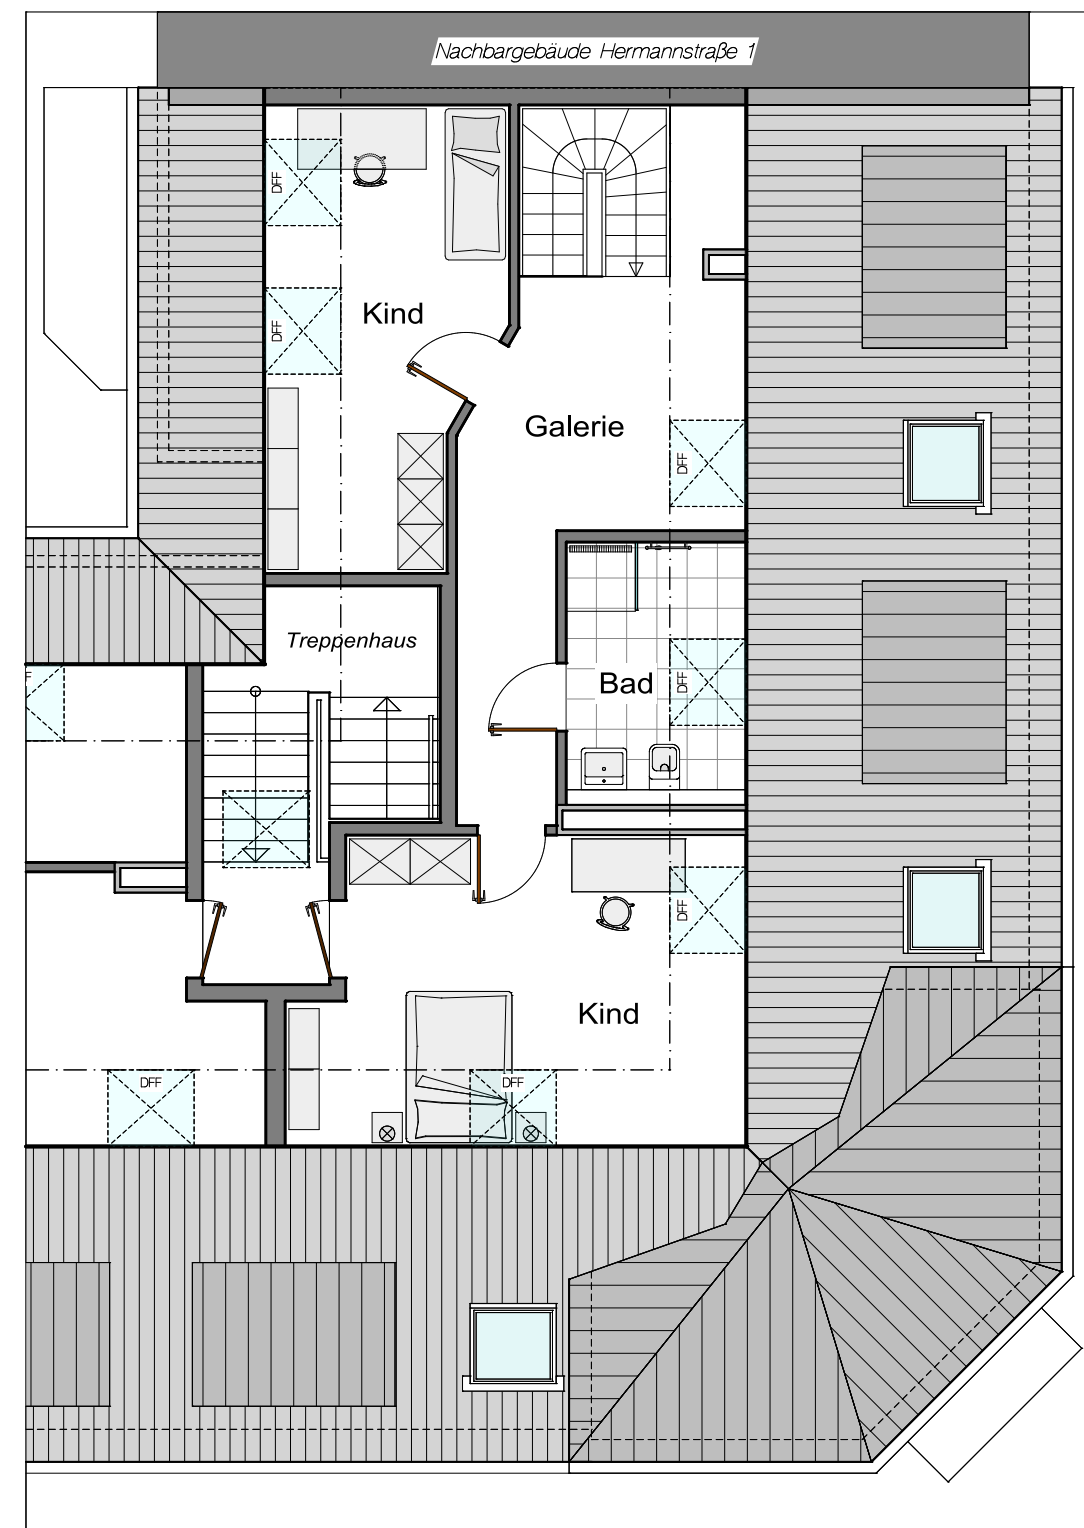 Nachbargebäude Hermannstraße 1
DFF
Kind
DFF
Galerie
DFF
Treppenhaus
Bad
DFF
DFF
Kind
DFF
DFF